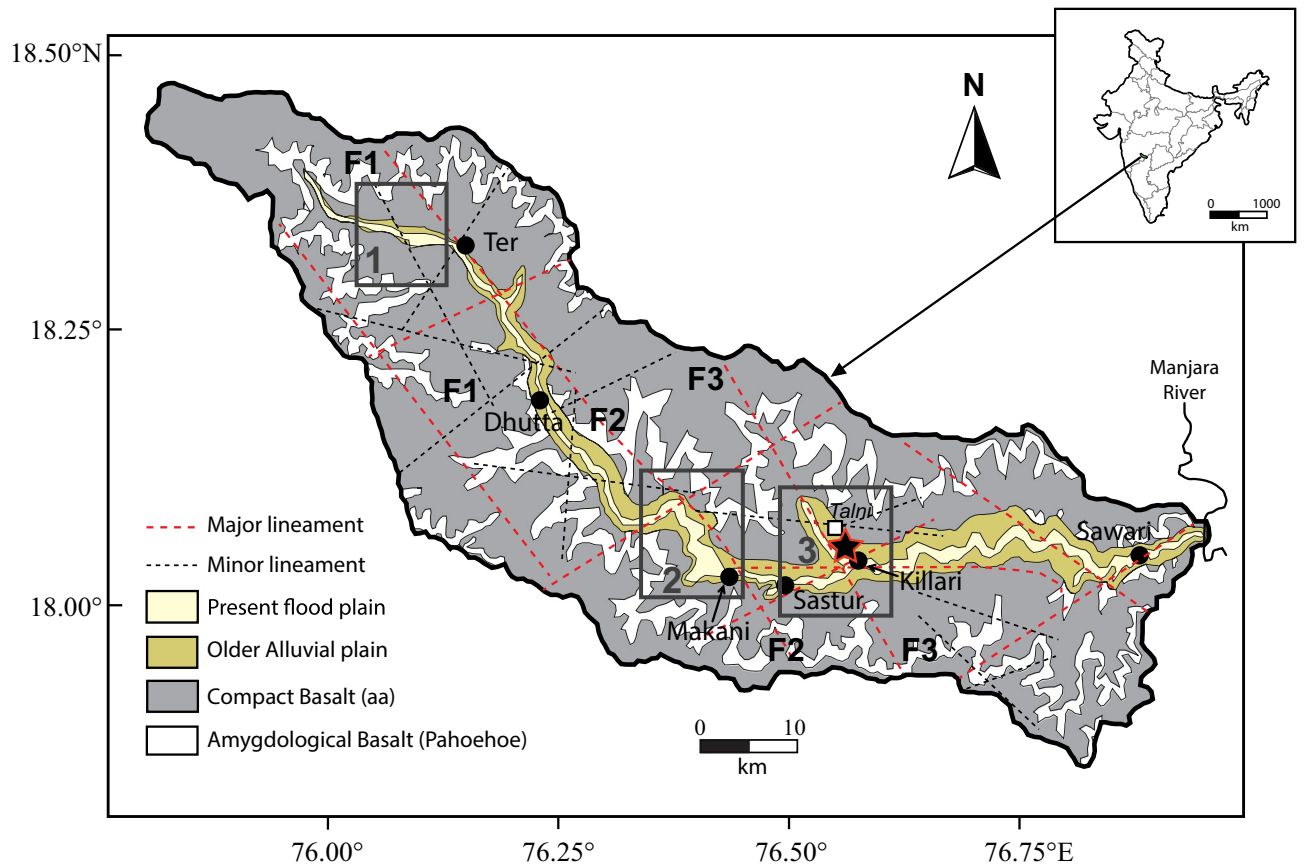 18.50°N
N
0 1000
km
F1
Ter
1
18.25°
F3
Manjara
River
F1
F2
Dhutta
Talni
Sawari
3
2
Killari
Sastur
18.00°
Makani
F2
F3
Major lineament
Minor lineament
Present flood plain
Older Alluvial plain
Compact Basalt (aa)
Amygdological Basalt (Pahoehoe)
0 10
km
76.00°
76.25°
76.50°
76.75°E